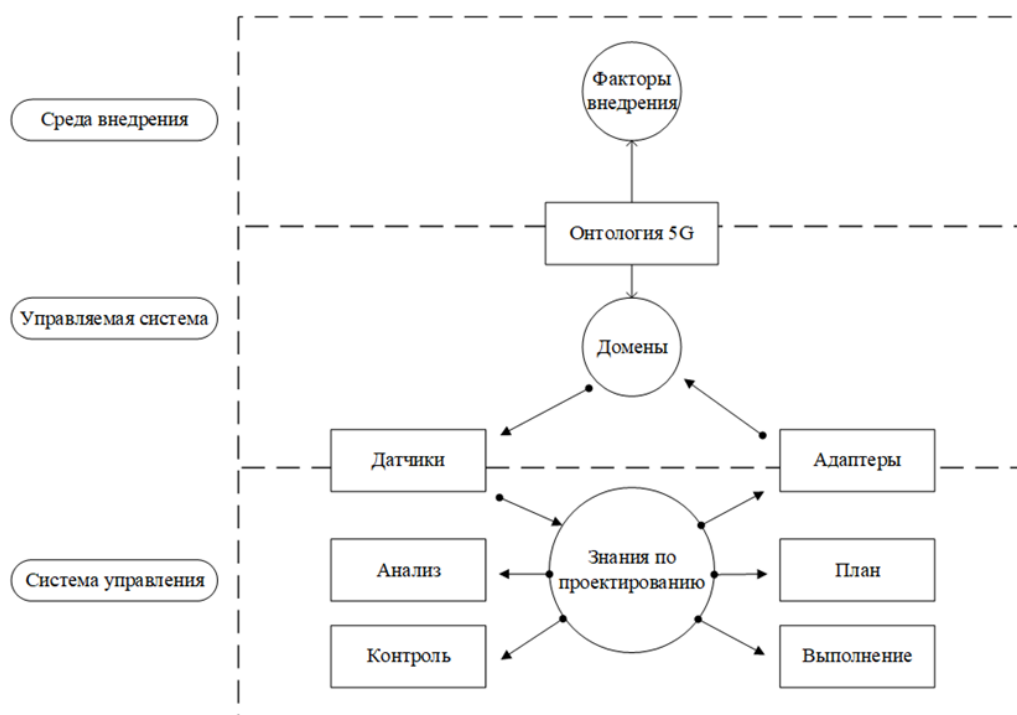 Факторы
внедрения
Среда внедрения
Онтология 5G
Управляемая система
Домены
Датчики
Адаптеры
Знания по
проектированию
Анализ
План
Система управления
Контроль
Выполнение